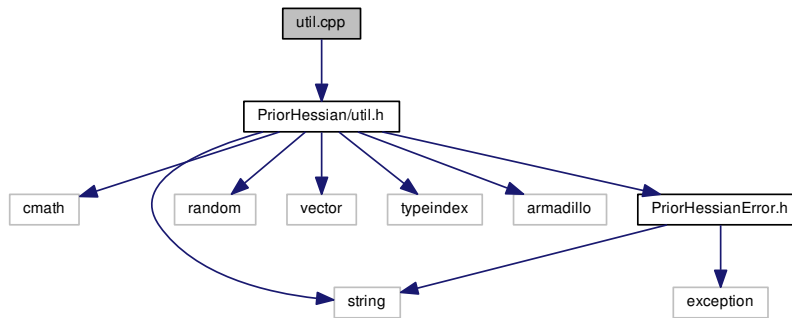 util.cpp
PriorHessian/util.h
cmath
random
vector
typeindex
armadillo
PriorHessianError.h
string
exception